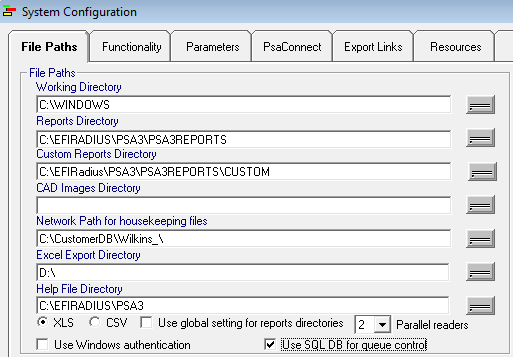 System Configuration
File Paths Functionality Parameters PsaConnect Export Links Resources
File Paths
Working Directory
C:\WINDOWS
Reports Directory
C:\EFIRADIUS\PSA3\PSA3REPORTS
Custom Reports Directory
C:\EFIRadius\PSA3\PSA3REPORTS\CUSTOM
CAD Images Directory
Network Path for housekeeping files
C:\CustomerDB\Wilkins_\
Excel Export Directory
D:\
Help File Directory
C:\EFIRADIUS\PSA3
XLS CSV Use global setting for reports directories 2 Parallel readers
Use Windows authentication Use SQL DB for queue control